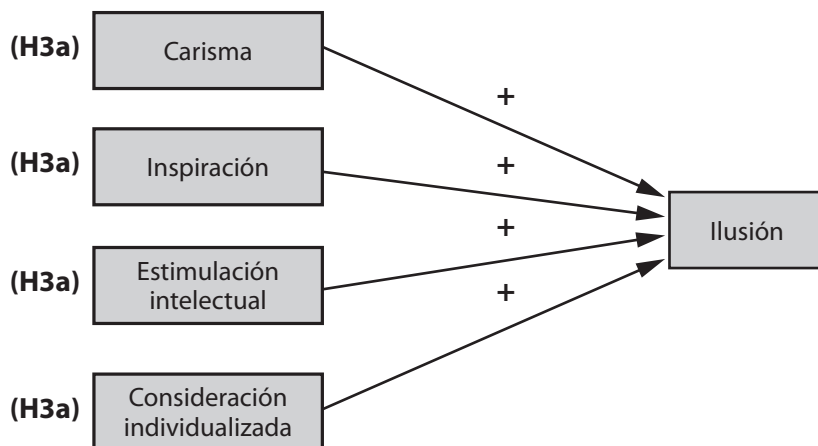 (H3a)
Carisma
+
(H3a)
Inspiración
+
Ilusión
+
(H3a)
Estimulación
intelectual
+
(H3a)
Consideración
individualizada